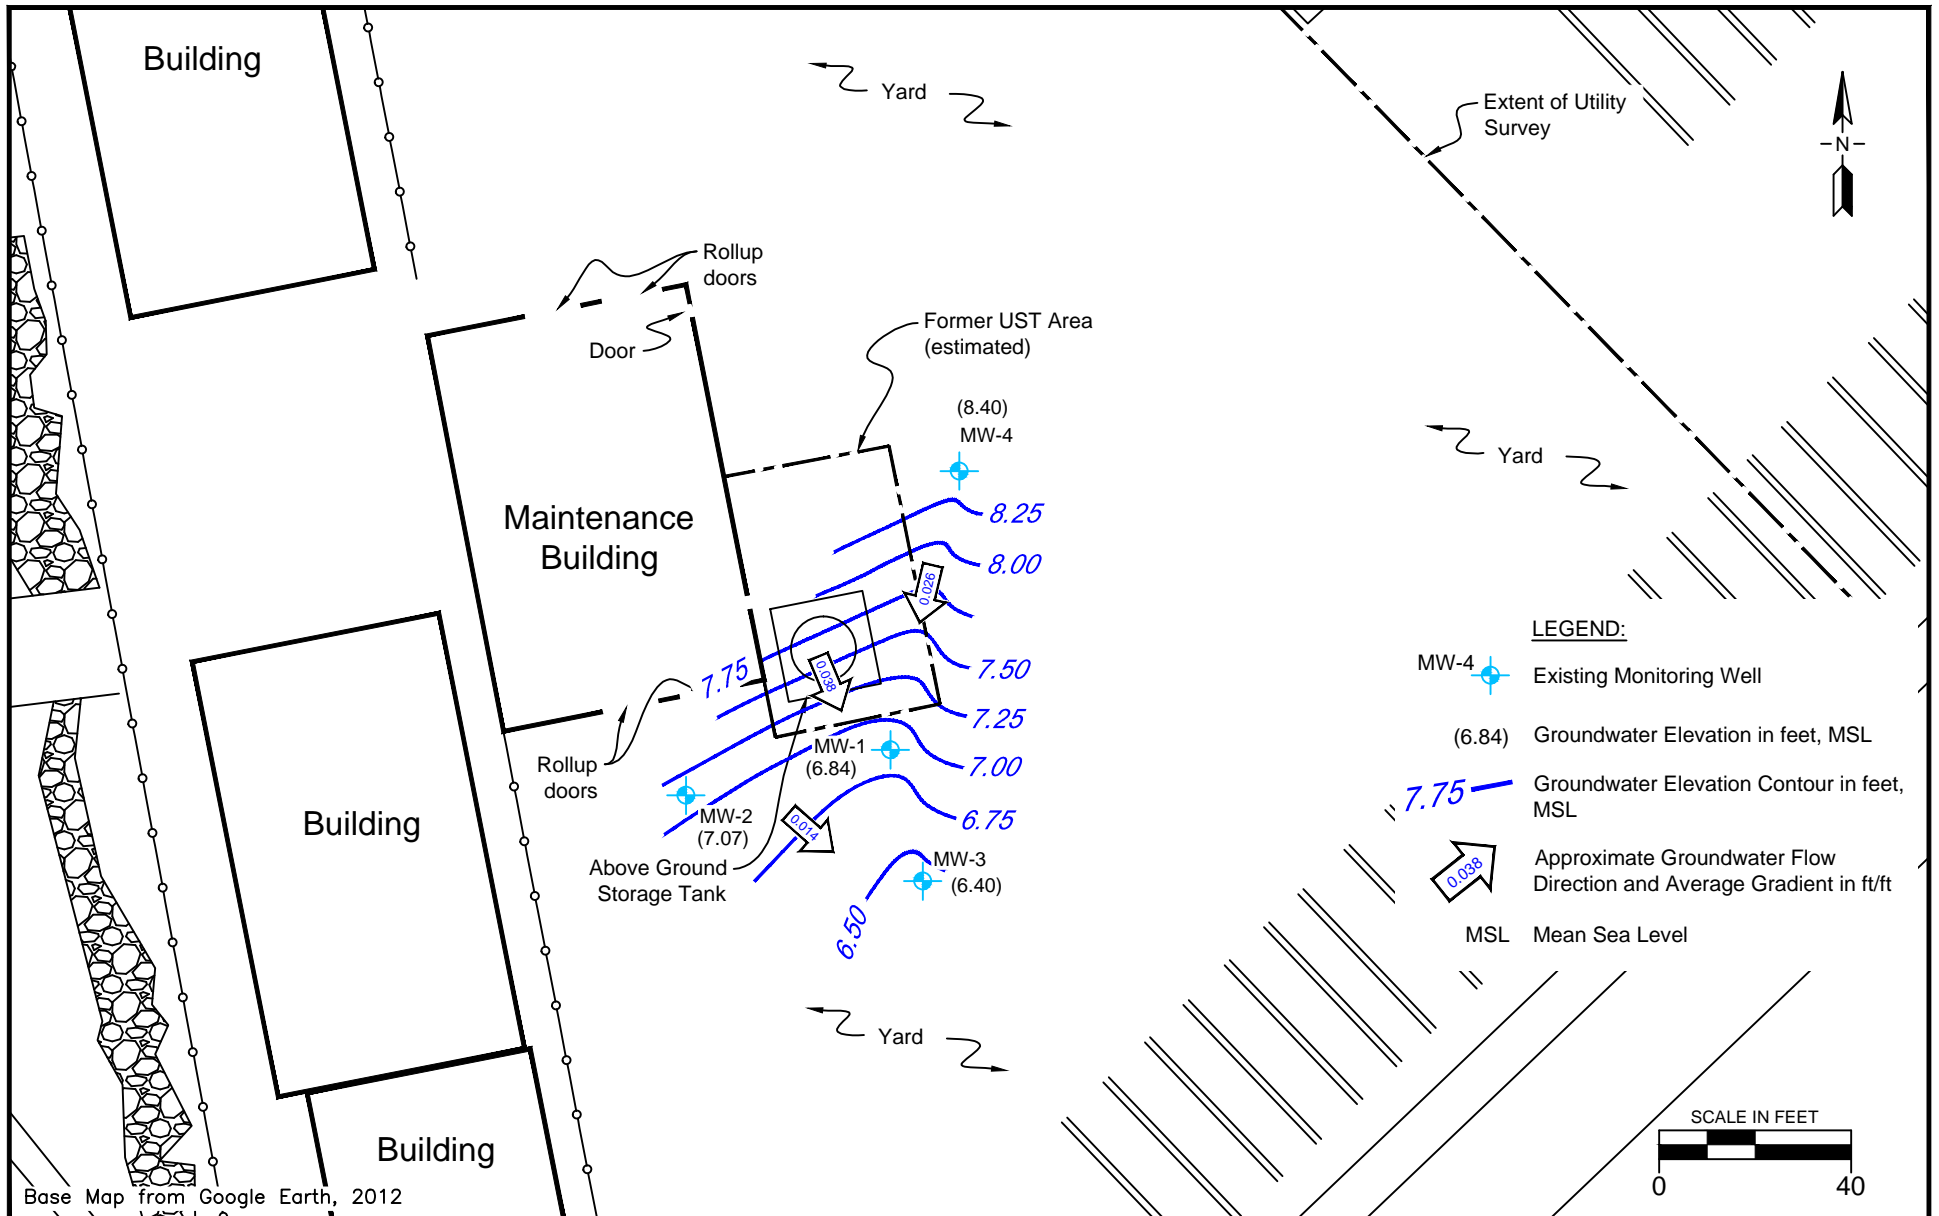 Building
Yard
Extent of Utility
Survey
N
Rollup
doors
Door
Former UST Area
(estimated)
(8.40)
MW-4
Yard
Maintenance
Building
8.25
8.00
0.026
7.75
0.038
7.50
7.25
7.00
6.75
6.50
MW-1
(6.84)
MW-2
(7.07)
0.014
MW-3
(6.40)
Rollup
doors
Above Ground
Storage Tank
Building
Yard
Building
LEGEND:
MW-4 Existing Monitoring Well
(6.84) Groundwater Elevation in feet, MSL
7.75 Groundwater Elevation Contour in feet,
MSL
0.038 Approximate Groundwater Flow
Direction and Average Gradient in ft/ft
MSL Mean Sea Level
SCALE IN FEET
0 40
Base Map from Google Earth, 2012